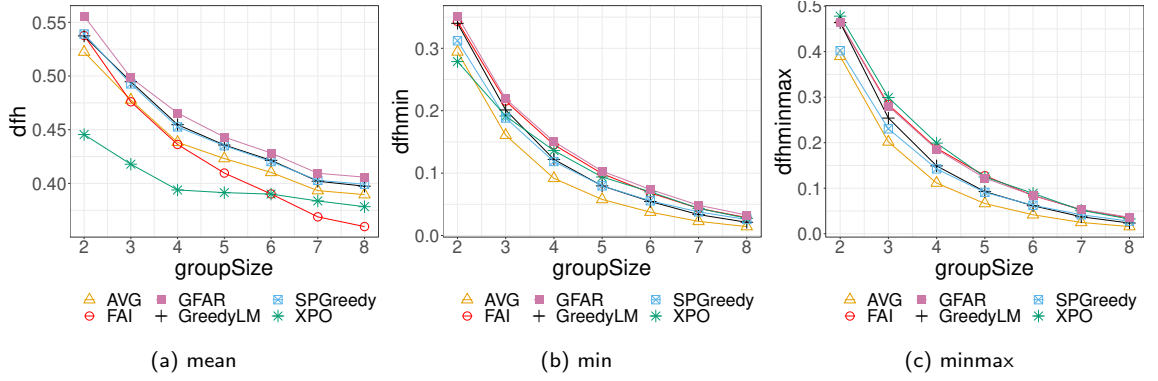 dfh
0.55
0.50
0.45
0.40
2 3 4 5 6 7 8
groupSize
AVG GFAR SPGreedy
FAI GreedyLM XPO
(a) mean
dfhmin
0.3
0.2
0.1
0.0
2 3 4 5 6 7 8
groupSize
AVG GFAR SPGreedy
FAI GreedyLM XPO
(b) min
dfhminmax
0.5
0.4
0.3
0.2
0.1
0.0
2 3 4 5 6 7 8
groupSize
AVG GFAR SPGreedy
FAI GreedyLM XPO
(c) minmax